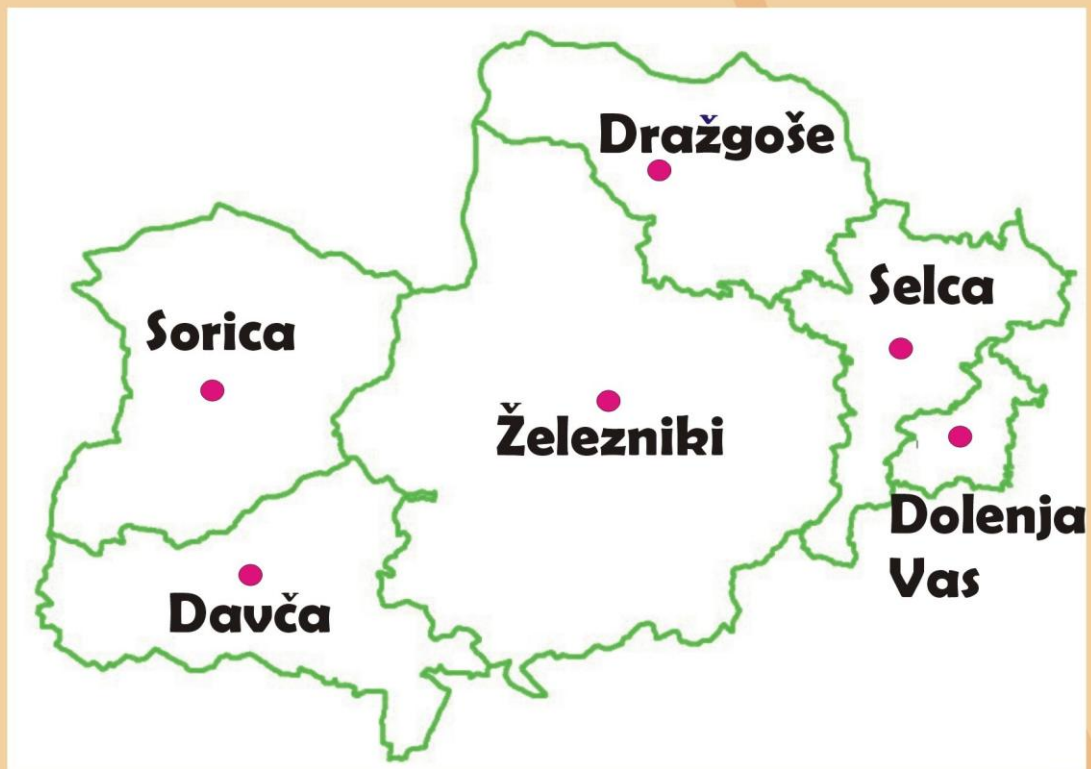 Dražgoše
Selca
Sorica
Železniki
Dolenja
Vas
Davča